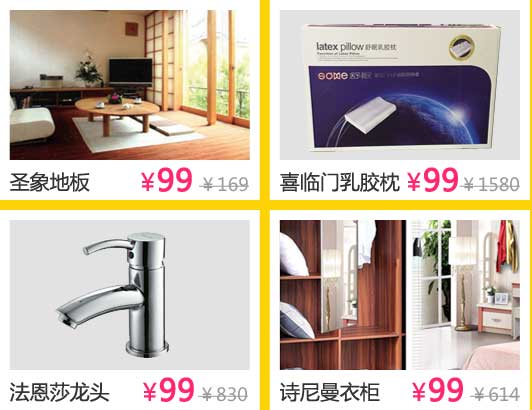 latex pillow 舒眠乳胶枕
圣象地板 ¥99 ¥169
喜临门乳胶枕 ¥99 ¥1580
法恩莎龙头 ¥99 ¥830
诗尼曼衣柜 ¥99 ¥614